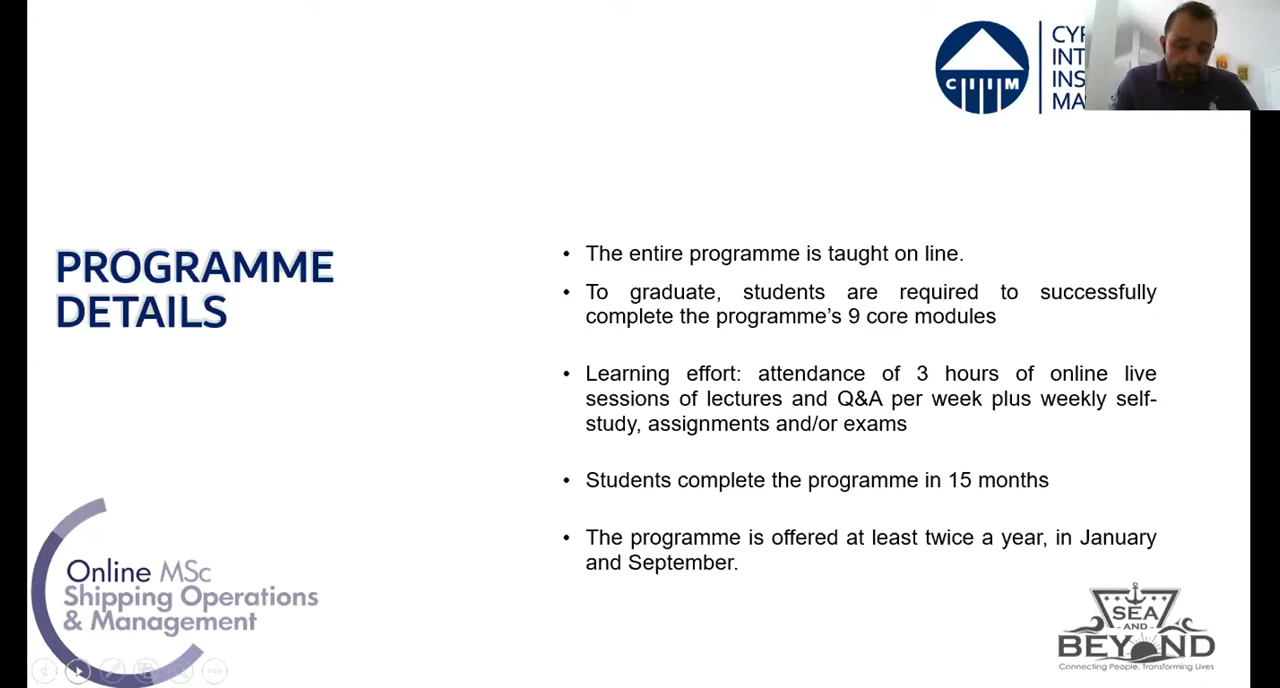 CIIM
INT
INS
MA
PROGRAMME
DETAILS
• The entire programme is taught on line.
• To graduate, students are required to successfully
complete the programme’s 9 core modules
• Learning effort: attendance of 3 hours of online live
sessions of lectures and Q&A per week plus weekly self-
study, assignments and/or exams
• Students complete the programme in 15 months
• The programme is offered at least twice a year, in January
and September.
Online MSc
Shipping Operations
& Management
SEA
AND
BEYOND
Connecting People, Transforming Lives